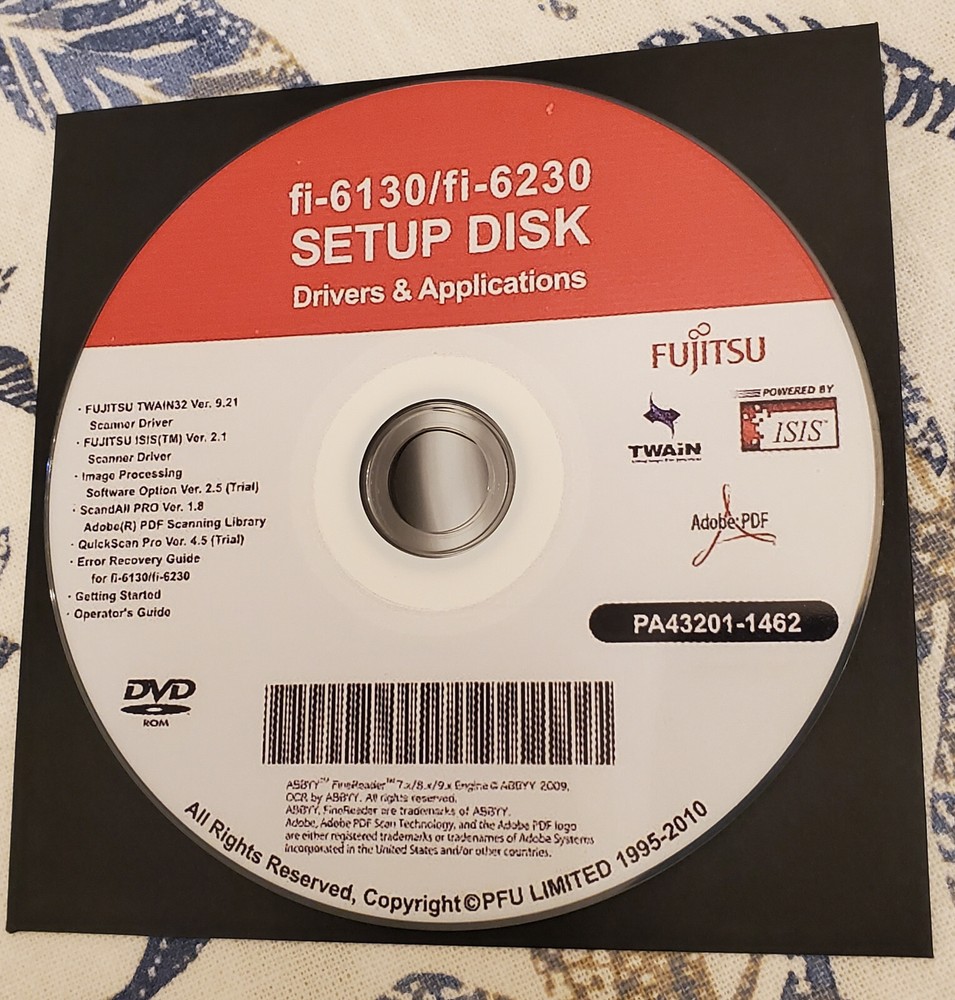 fi-6130/fi-6230
SETUP DISK
Drivers & Applications
FUJITSU
TWAIN
POWERED BY
ISIS
Adobe PDF
PA43201-1462
· FUJITSU TWAIN32 Ver. 9.21
Scanner Driver
· FUJITSU ISIS(TM) Ver. 2.1
Scanner Driver
· Image Processing
Software Option Ver. 2.5 (Trial)
· ScandAll PRO Ver. 1.8
Adobe(R) PDF Scanning Library
· QuickScan Pro Ver. 4.5 (Trial)
· Error Recovery Guide
for fi-6130/fi-6230
· Getting Started
· Operator's Guide
DVD
ROM
ABBYY™ FineReader™ 7.x/8.x/9.x Engine © ABBYY 2009.
OCR by ABBYY. All rights reserved.
ABBYY, FineReader are trademarks of ABBYY.
Adobe, Adobe PDF Scan Technology, and the Adobe PDF logo
are either registered trademarks or tradenames of Adobe Systems
Incorporated in the United States and/or other countries.
All Rights Reserved, Copyright©PFU LIMITED 1995-2010